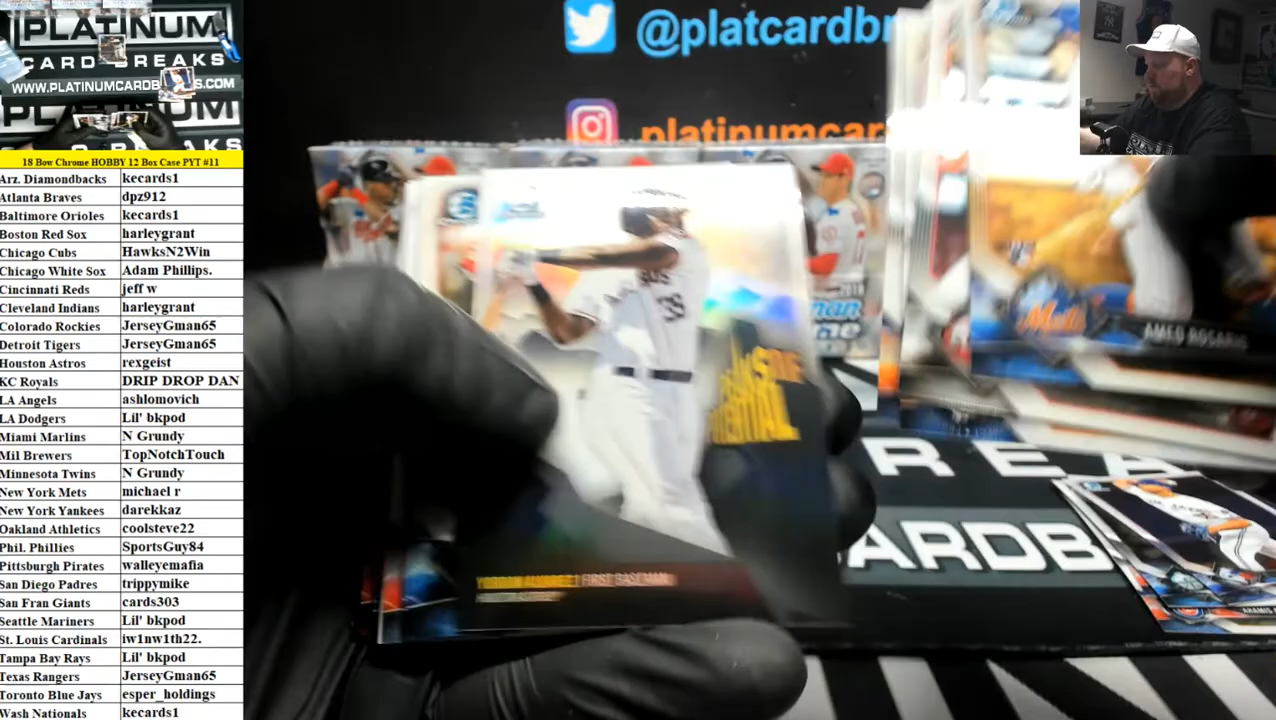 PLATINUM
CARD BREAKS
WWW.PLATINUMCARDB S.COM
18 Bow Chrome HOBBY 12 Box Case PYT #11
Arz. Diamondbacks kecards1
Atlanta Braves dpz912
Baltimore Orioles kecards1
Boston Red Sox harleygrant
Chicago Cubs HawksN2Win
Chicago White Sox Adam Phillips.
Cincinnati Reds jeff w
Cleveland Indians harleygrant
Colorado Rockies JerseyGman65
Detroit Tigers JerseyGman65
Houston Astros rexgeist
KC Royals DRIP DROP DAN
LA Angels ashlomovich
LA Dodgers Lil' bkpod
Miami Marlins N Grundy
Mil Brewers TopNotchTouch
Minnesota Twins N Grundy
New York Mets michael r
New York Yankees darekkaz
Oakland Athletics coolsteve22
Phil. Phillies SportsGuy84
Pittsburgh Pirates walleyemafia
San Diego Padres trippymike
San Fran Giants cards303
Seattle Mariners Lil' bkpod
St. Louis Cardinals iw1nw1th22.
Tampa Bay Rays Lil' bkpod
Texas Rangers JerseyGman65
Toronto Blue Jays esper_holdings
Wash Nationals kecards1
@platcardbr
platinumcar
Mets
AMED ROSARIO
FIRST BASEMAN
REA
ARDB